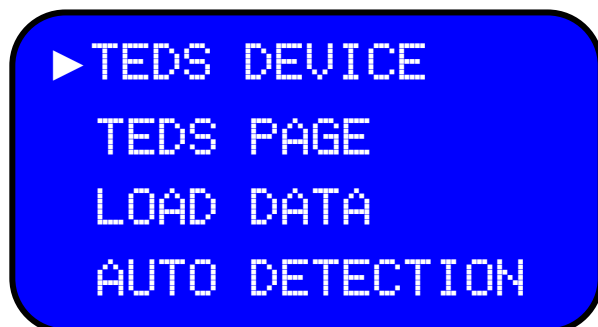 ►TEDS DEVICE
TEDS PAGE
LOAD DATA
AUTO DETECTION